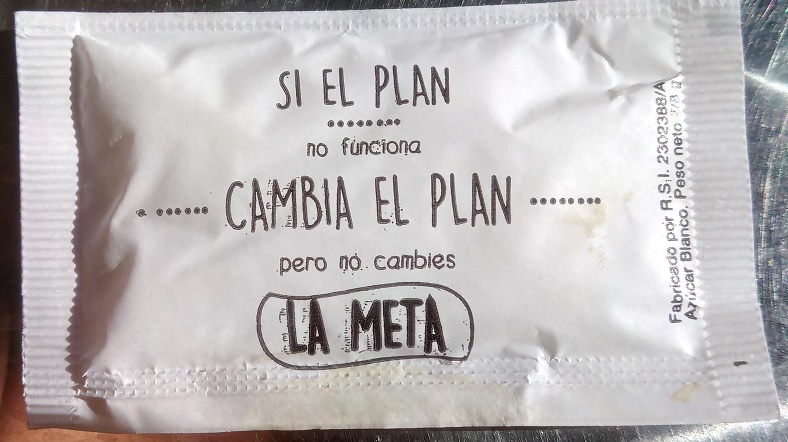 SI EL PLAN
no funciona
CAMBIA EL PLAN
pero no cambies
LA META
Fabricado por R.S.I. 2302388/A
Azúcar Blanco. Peso neto